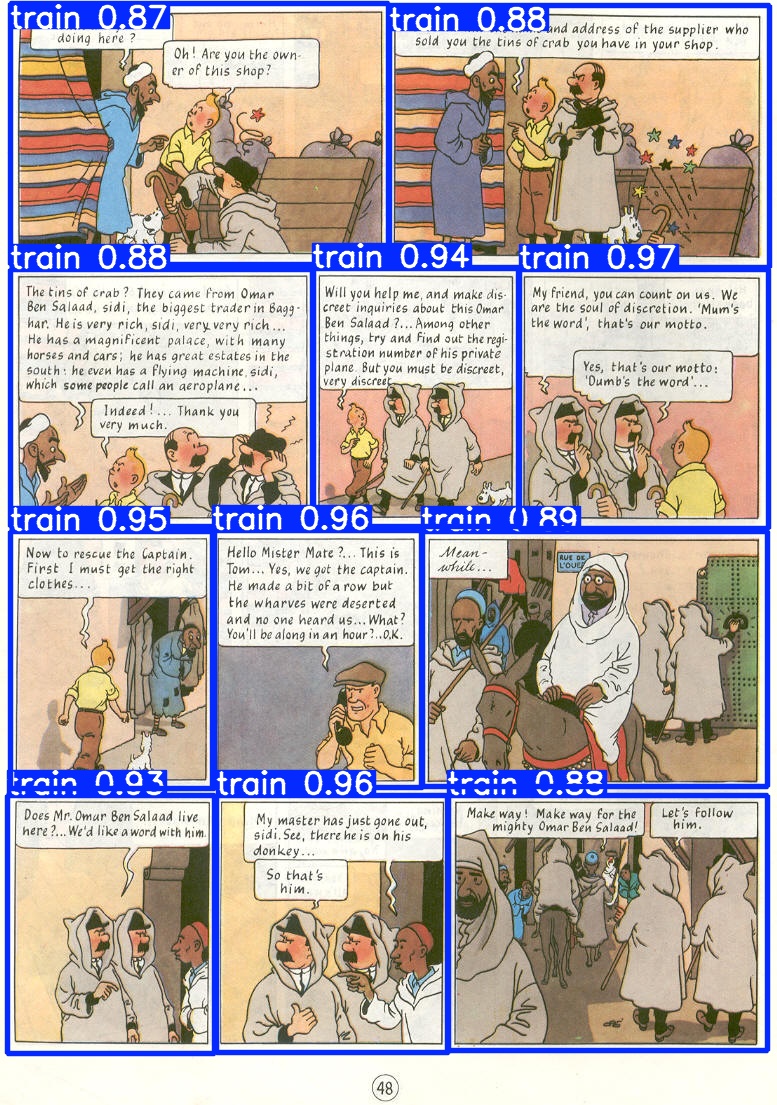 train 0.87
doing here?
Oh! Are you the own-
er of this shop?
train 0.88
and address of the supplier who
sold you the tins of crab you have in your shop.
train 0.88
The tins of crab? They came from Omar
Ben Salaad, sidi, the biggest trader in Bagg-
har. He is very rich, sidi, very, very rich...
He has a magnificent palace, with many
horses and cars; he has great estates in the
south: he even has a flying machine, sidi,
which some people call an aeroplane...
Indeed!... Thank you
very much.
train 0.94
Will you help me, and make dis-
creet inquiries about this Omar
Ben Salaad?... Among other
things, try and find out the regi-
stration number of his private
plane. But you must be discreet,
very discreet
train 0.97
My friend, you can count on us. We
are the soul of discretion. 'Mum's
the word', that's our motto.
Yes, that's our motto:
'Dumb's the word'...
train 0.95
Now to rescue the Captain.
First I must get the right
clothes...
train 0.96
Hello Mister Mate?... This is
Tom... Yes, we got the captain.
He made a bit of a row but
the wharves were deserted
and no one heard us... What?
You'll be along in an hour?..O.K.
train 0.89
Mean-
while...
RUE DE
L'OUED
train 0.93
Does Mr. Omar Ben Salaad live
here?... We'd like a word with him.
train 0.96
My master has just gone out,
sidi. See, there he is on his
donkey...
So that's
him.
train 0.88
Make way! Make way for the
mighty Omar Ben Salaad!
Let's follow
him.
48